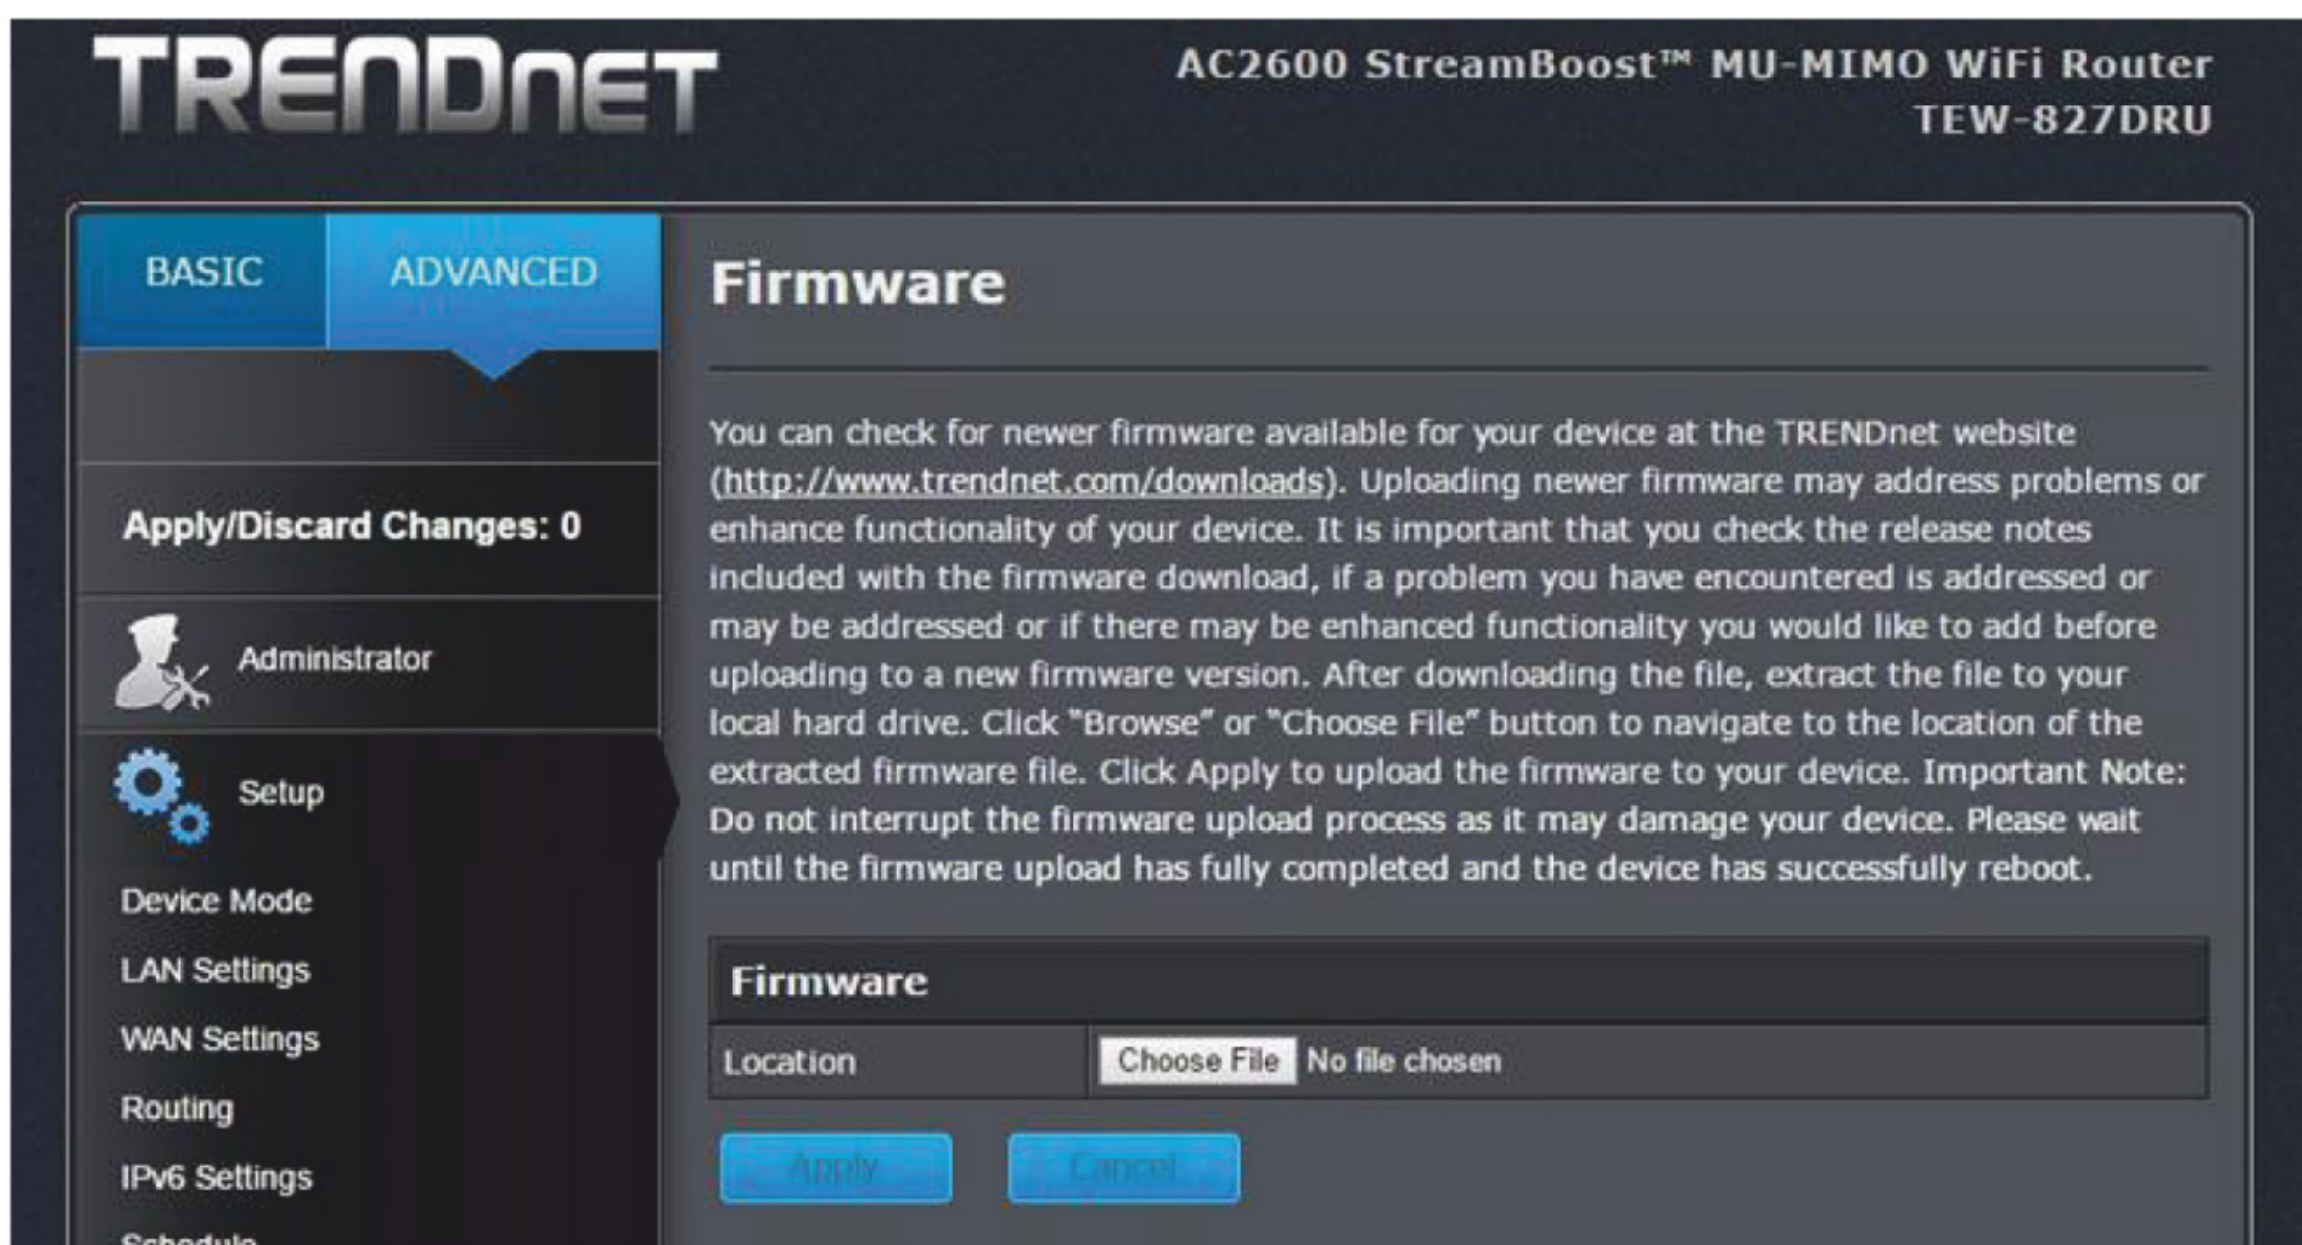 TRENDnet
AC2600 StreamBoost™ MU-MIMO WiFi Router
TEW-827DRU
BASIC
ADVANCED
Apply/Discard Changes: 0
Administrator
Setup
Device Mode
LAN Settings
WAN Settings
Routing
IPv6 Settings
Schedule
Firmware
You can check for newer firmware available for your device at the TRENDnet website
(http://www.trendnet.com/downloads). Uploading newer firmware may address problems or
enhance functionality of your device. It is important that you check the release notes
included with the firmware download, if a problem you have encountered is addressed or
may be addressed or if there may be enhanced functionality you would like to add before
uploading to a new firmware version. After downloading the file, extract the file to your
local hard drive. Click “Browse” or “Choose File” button to navigate to the location of the
extracted firmware file. Click Apply to upload the firmware to your device. Important Note:
Do not interrupt the firmware upload process as it may damage your device. Please wait
until the firmware upload has fully completed and the device has successfully reboot.
Firmware
Location
Choose File No file chosen
Apply
Cancel